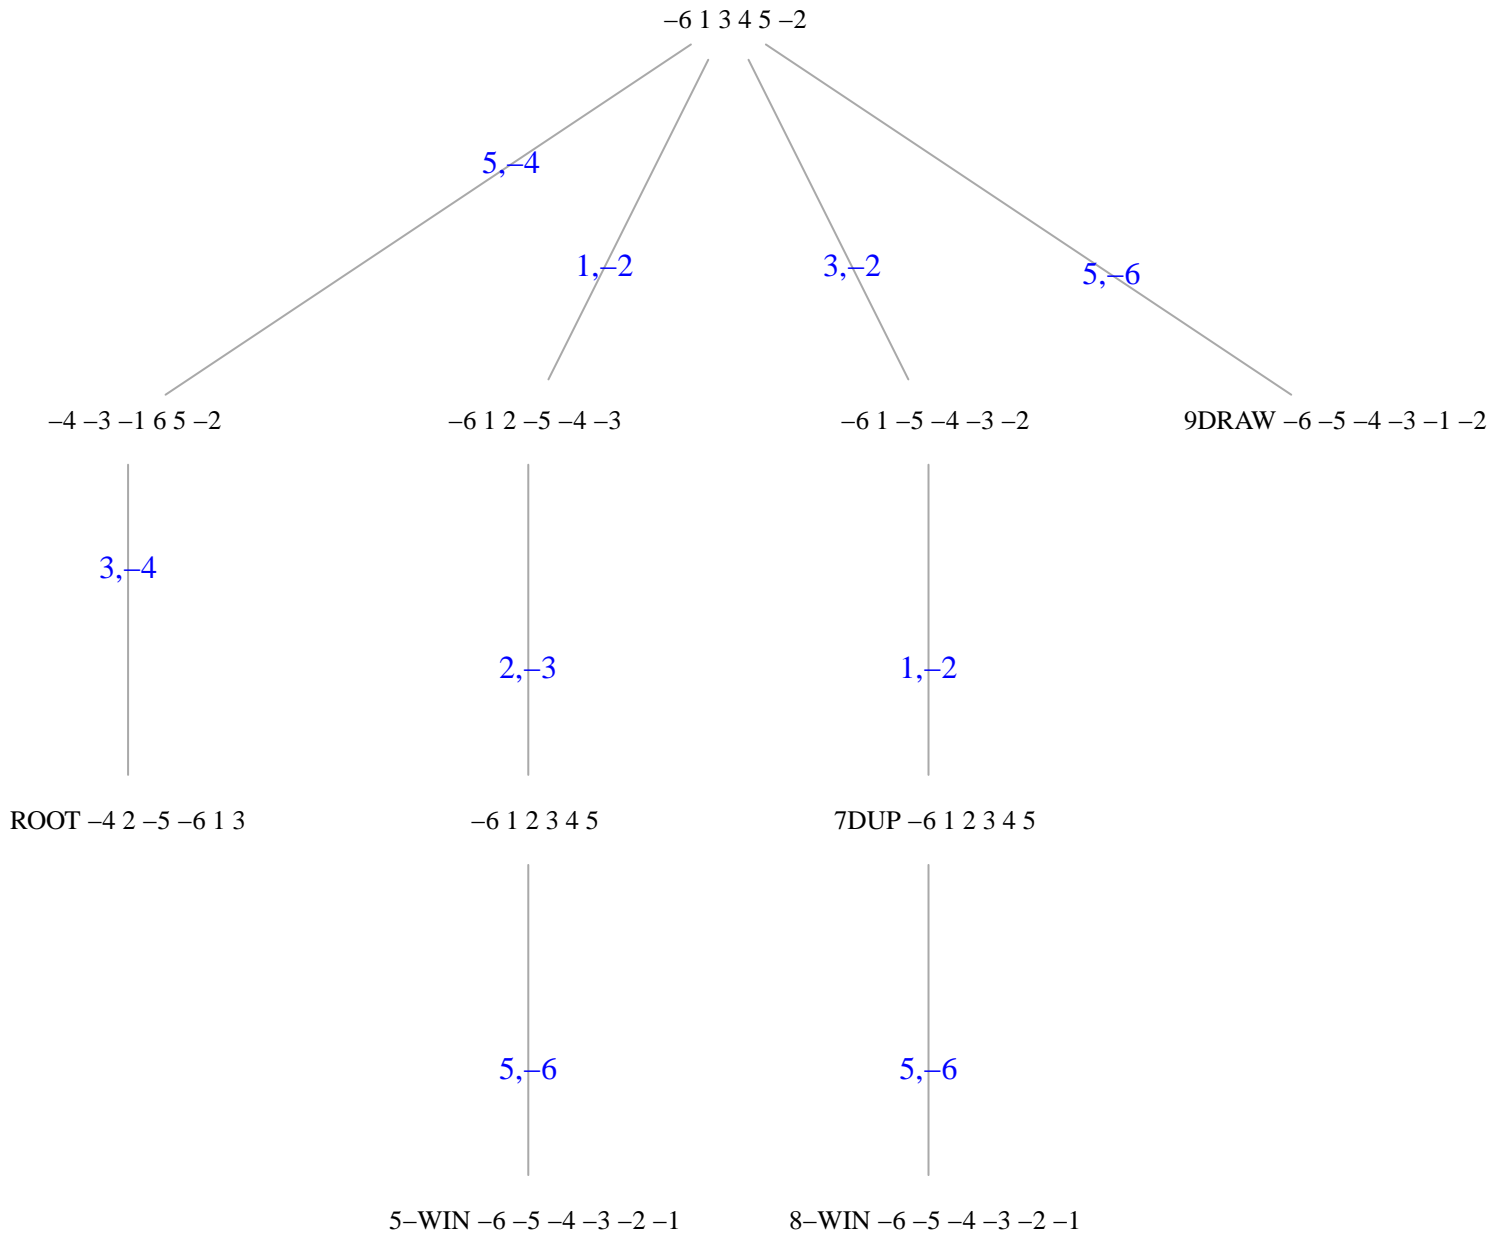 –6 1 3 4 5 –2
5,–4
1,–2
3,–2
5,–6
–4 –3 –1 6 5 –2
–6 1 2 –5 –4 –3
–6 1 –5 –4 –3 –2
9DRAW –6 –5 –4 –3 –1 –2
3,–4
2,–3
1,–2
ROOT –4 2 –5 –6 1 3
–6 1 2 3 4 5
7DUP –6 1 2 3 4 5
5,–6
5,–6
5–WIN –6 –5 –4 –3 –2 –1
8–WIN –6 –5 –4 –3 –2 –1